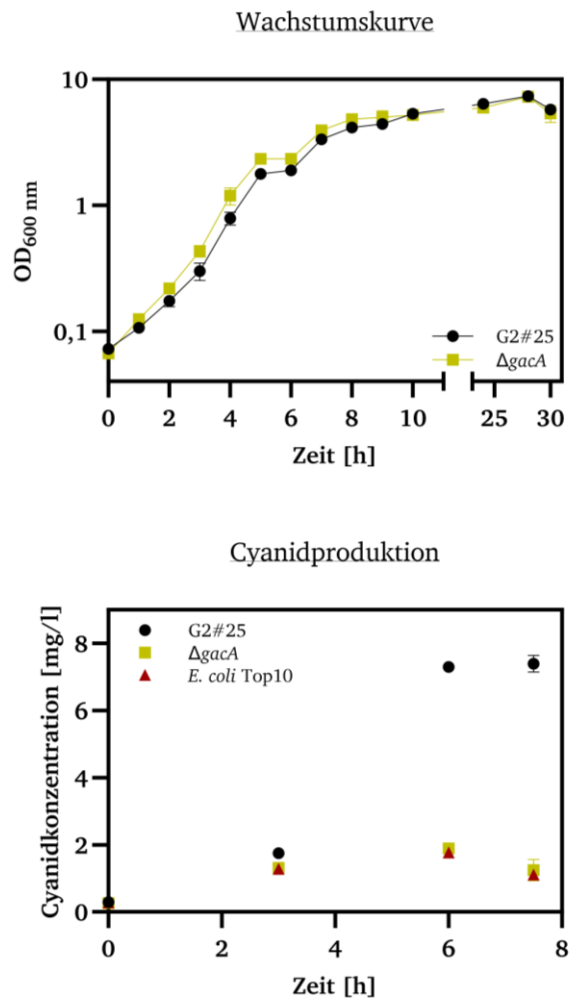 Wachstumskurve
10
1
0,1
OD600 nm
G2#25
ΔgacA
0 2 4 6 8 10 25 30
Zeit [h]
Cyanidproduktion
Cyanidkonzentration [mg/l]
G2#25
ΔgacA
E. coli Top10
8
6
4
2
0
0 2 4 6 8
Zeit [h]